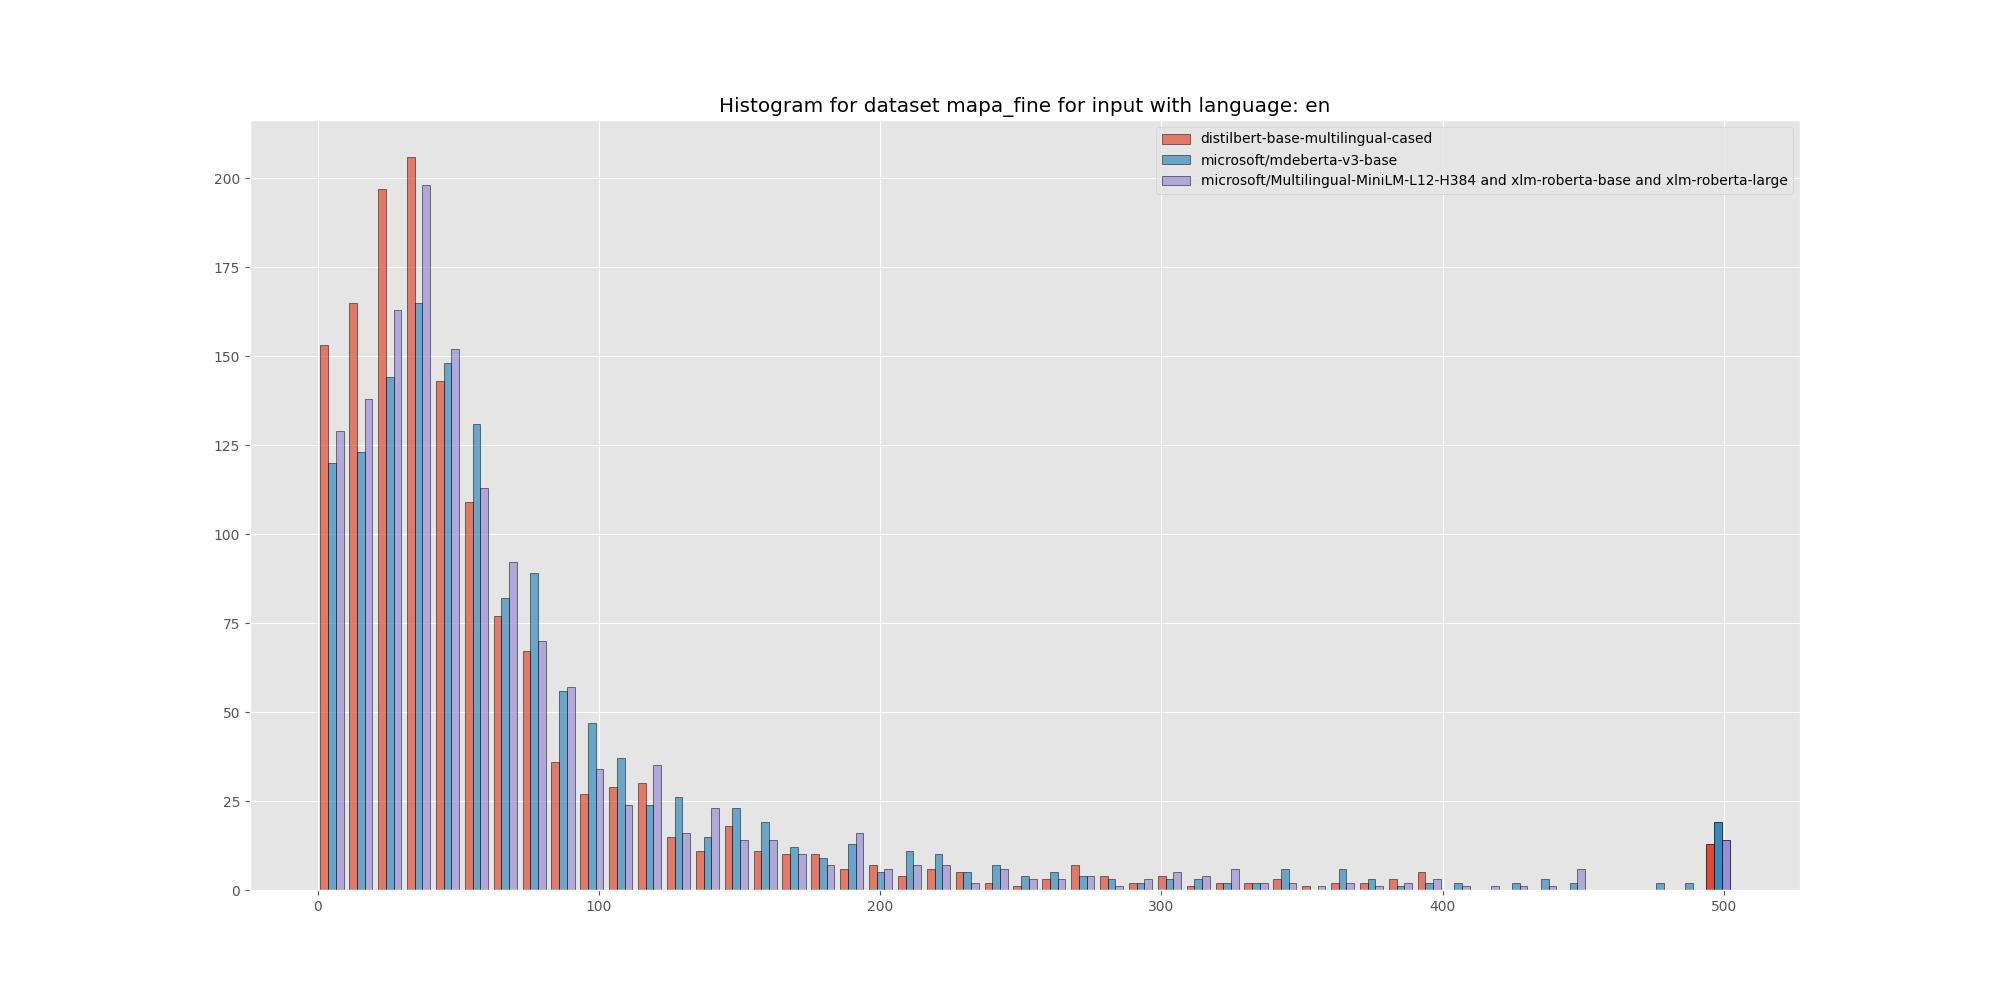 Histogram for dataset mapa_fine for input with language: en
distilbert-base-multilingual-cased
microsoft/mdeberta-v3-base
microsoft/Multilingual-MiniLM-L12-H384 and xlm-roberta-base and xlm-roberta-large
200
175
150
125
100
75
50
25
0
0 100 200 300 400 500